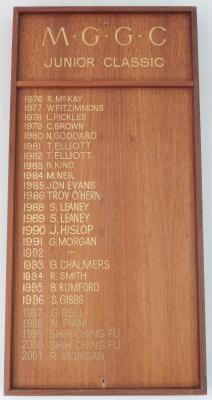 M·G·G·C
JUNIOR CLASSIC
1976 R. McKAY
1977 W. FITZIMMONS
1978 L. PICKLES
1979 C. BROWN
1980 N. GODDARD
1981 T. ELLIOTT
1982 T. ELLIOTT
1983 R. KING
1984 M. NEIL
1985 JON EVANS
1986 TROY O'HERN
1988 S. LEANEY
1989 S. LEANEY
1990 J. HISLOP
1991 G. MORGAN
1992 —
1993 G. CHALMERS
1994 R. SMITH
1995 B. RUMFORD
1996 S. GIBBS
1997 G. BELL
1998 N. PIANI
1999 SHIH CHING FU
2000 SHIH CHING FU
2001 R. MORGAN